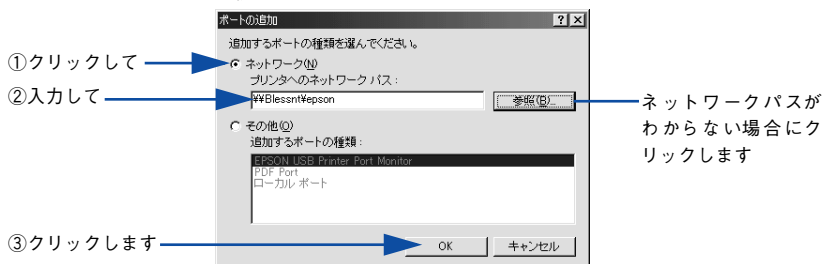 ポートの追加
追加するポートの種類を選んでください。
①クリックして
ネットワーク(N)
プリンタへのネットワーク パス:
②入力して
¥¥Blessnt¥epson
参照(B)...
ネットワークパスが
わからない場合にク
リックします
その他(O)
追加するポートの種類:
EPSON USB Printer Port Monitor
PDF Port
ローカル ポート
③クリックします
OK
キャンセル